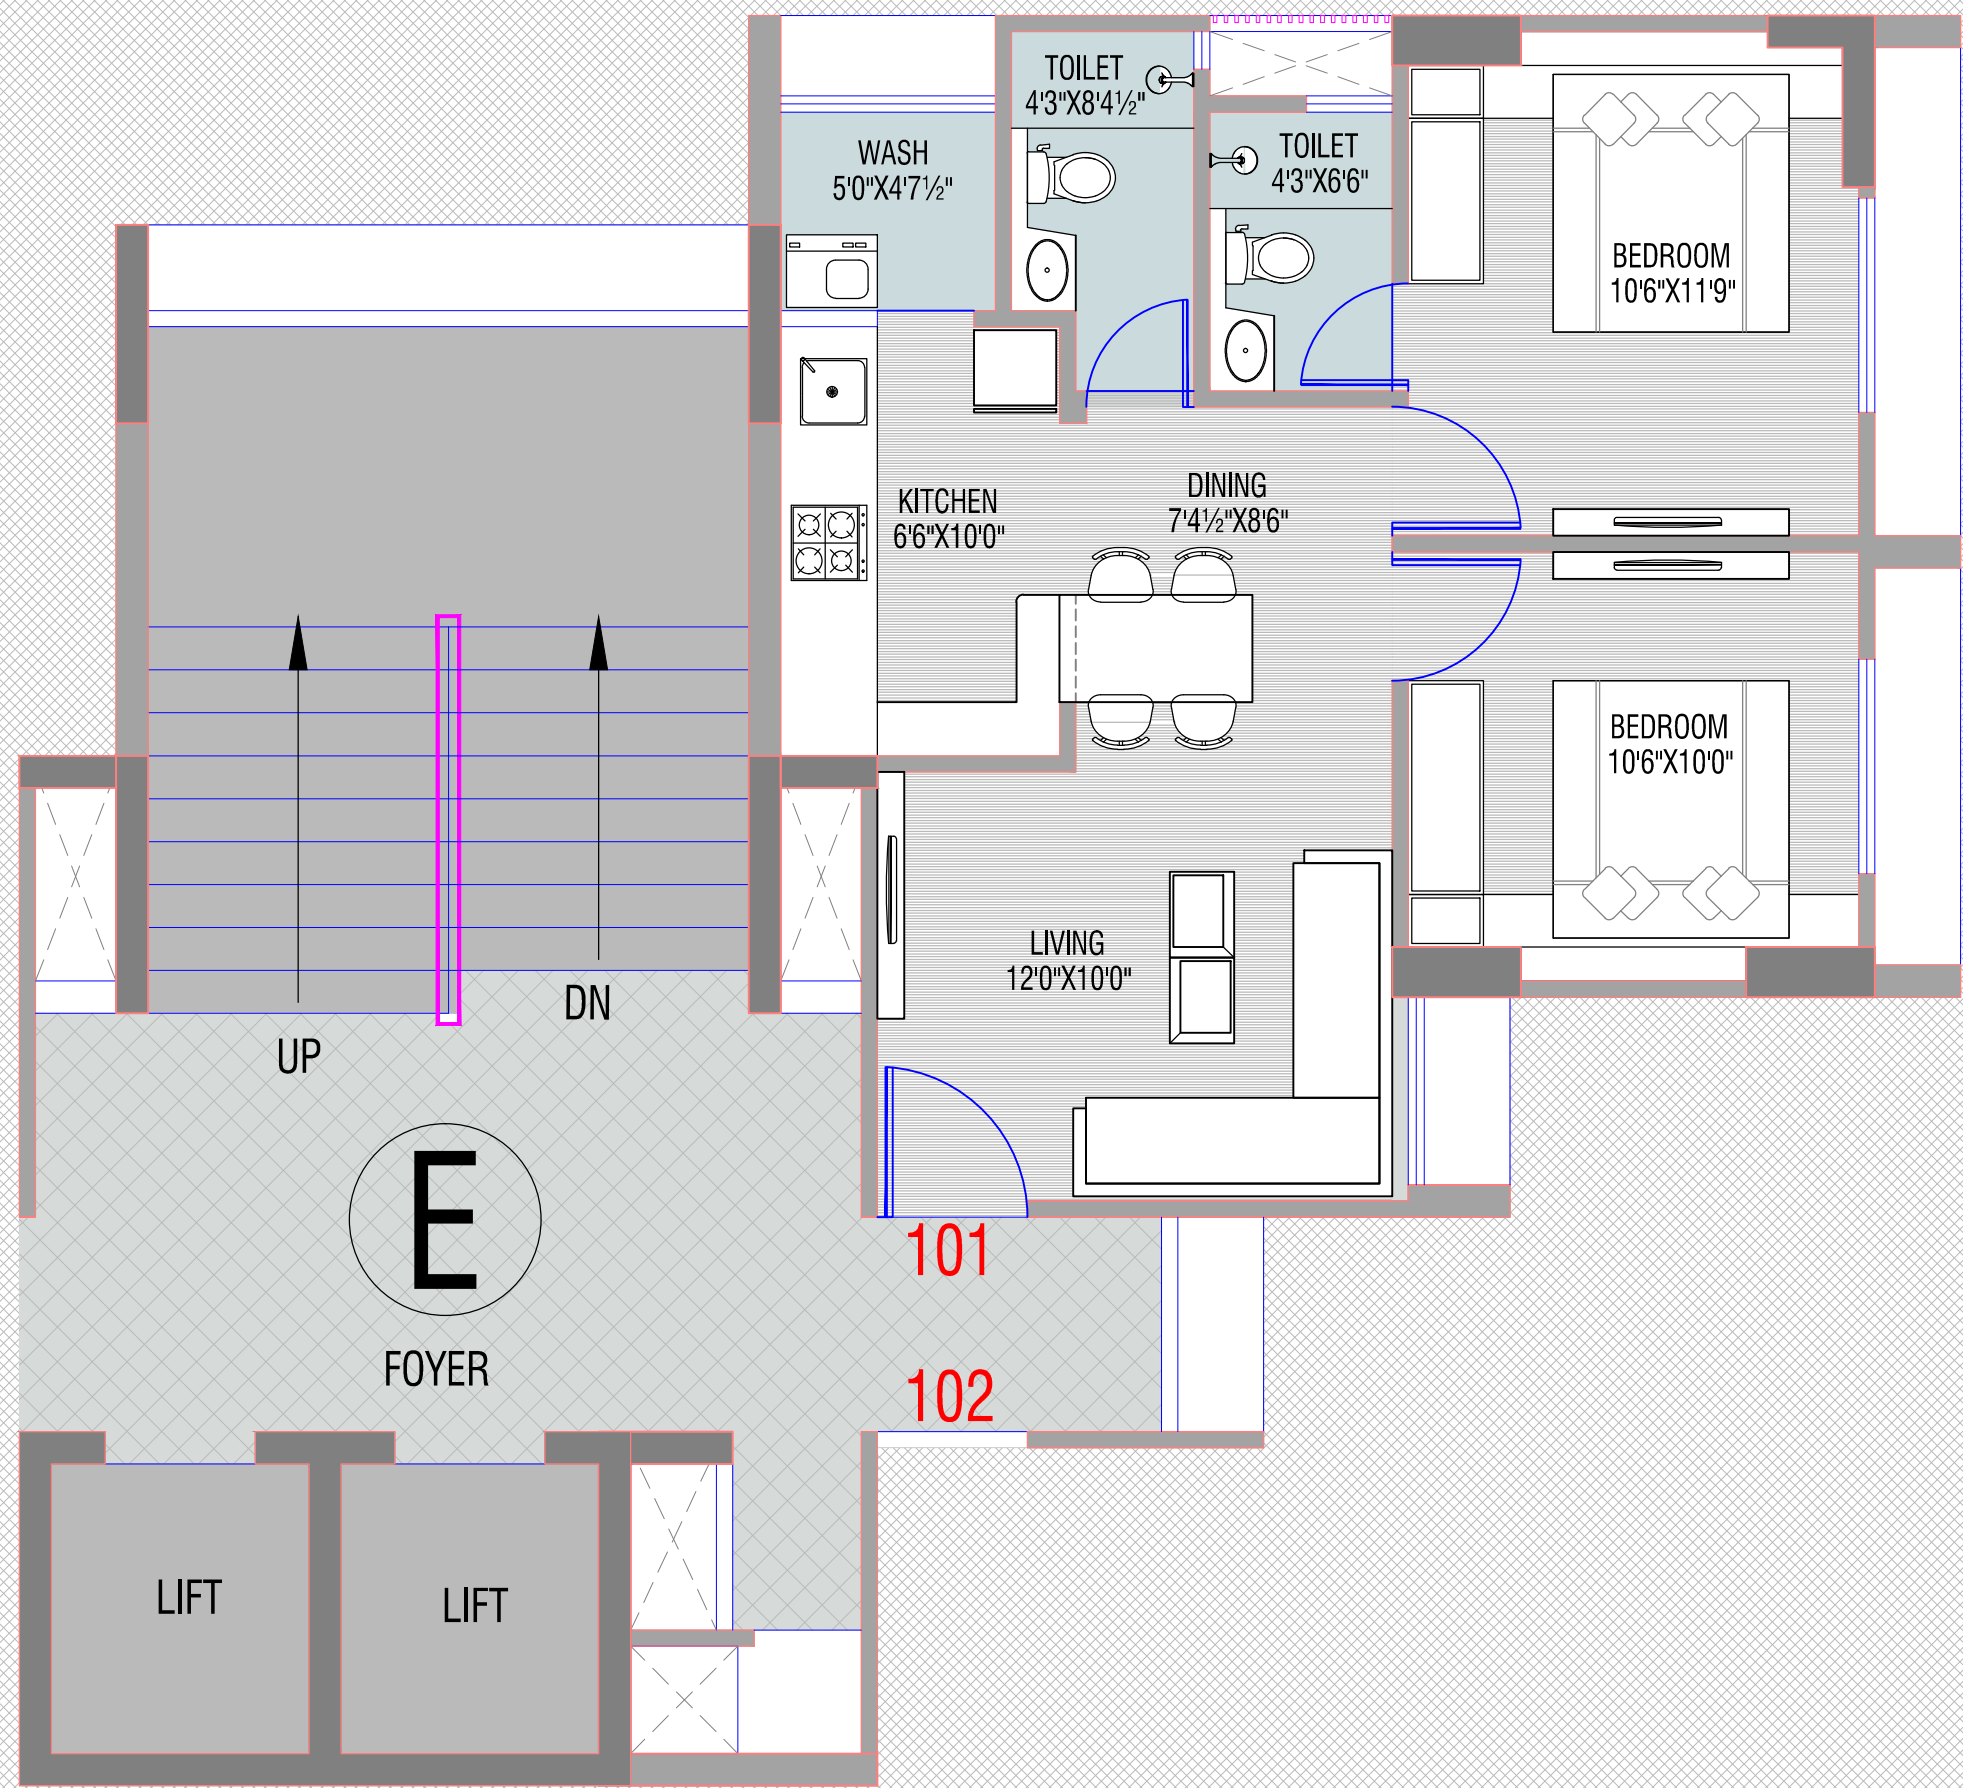 TOILET
4'3"X8'4½"
WASH
5'0"X4'7½"
TOILET
4'3"X6'6"
BEDROOM
10'6"X11'9"
KITCHEN
6'6"X10'0"
DINING
7'4½"X8'6"
BEDROOM
10'6"X10'0"
LIVING
12'0"X10'0"
DN
UP
E
101
FOYER
102
LIFT
LIFT